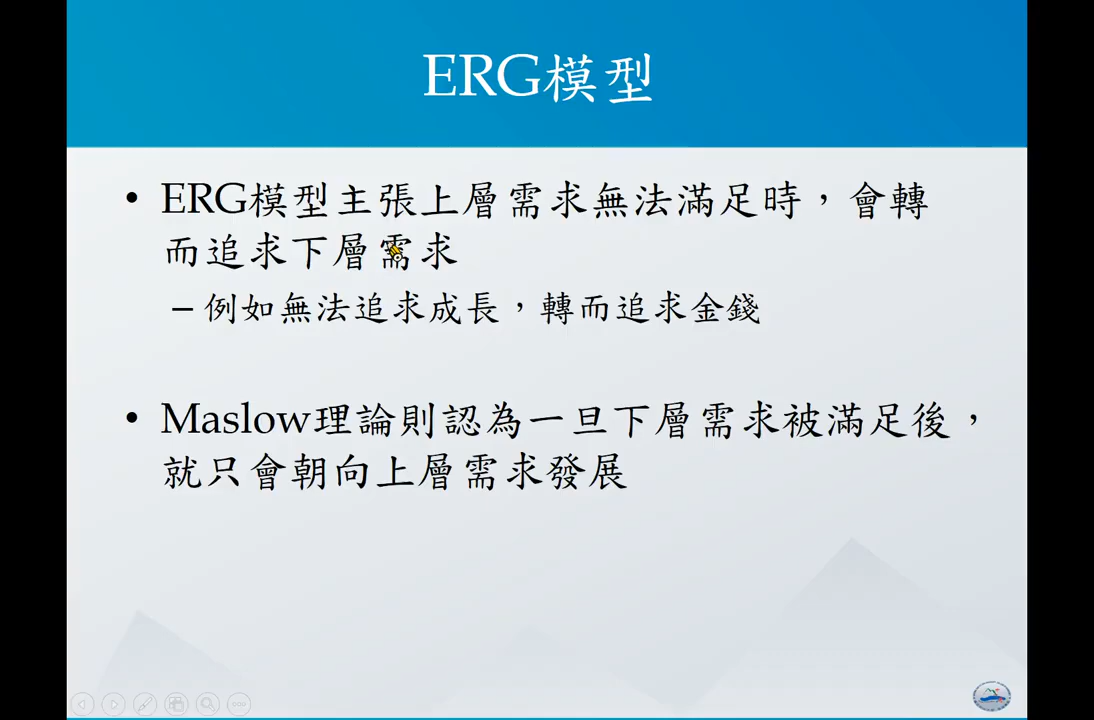 ERG模型
• ERG模型主張上層需求無法滿足時，會轉
而追求下層需求
– 例如無法追求成長，轉而追求金錢
• Maslow理論則認為一旦下層需求被滿足後，
就只會朝向上層需求發展